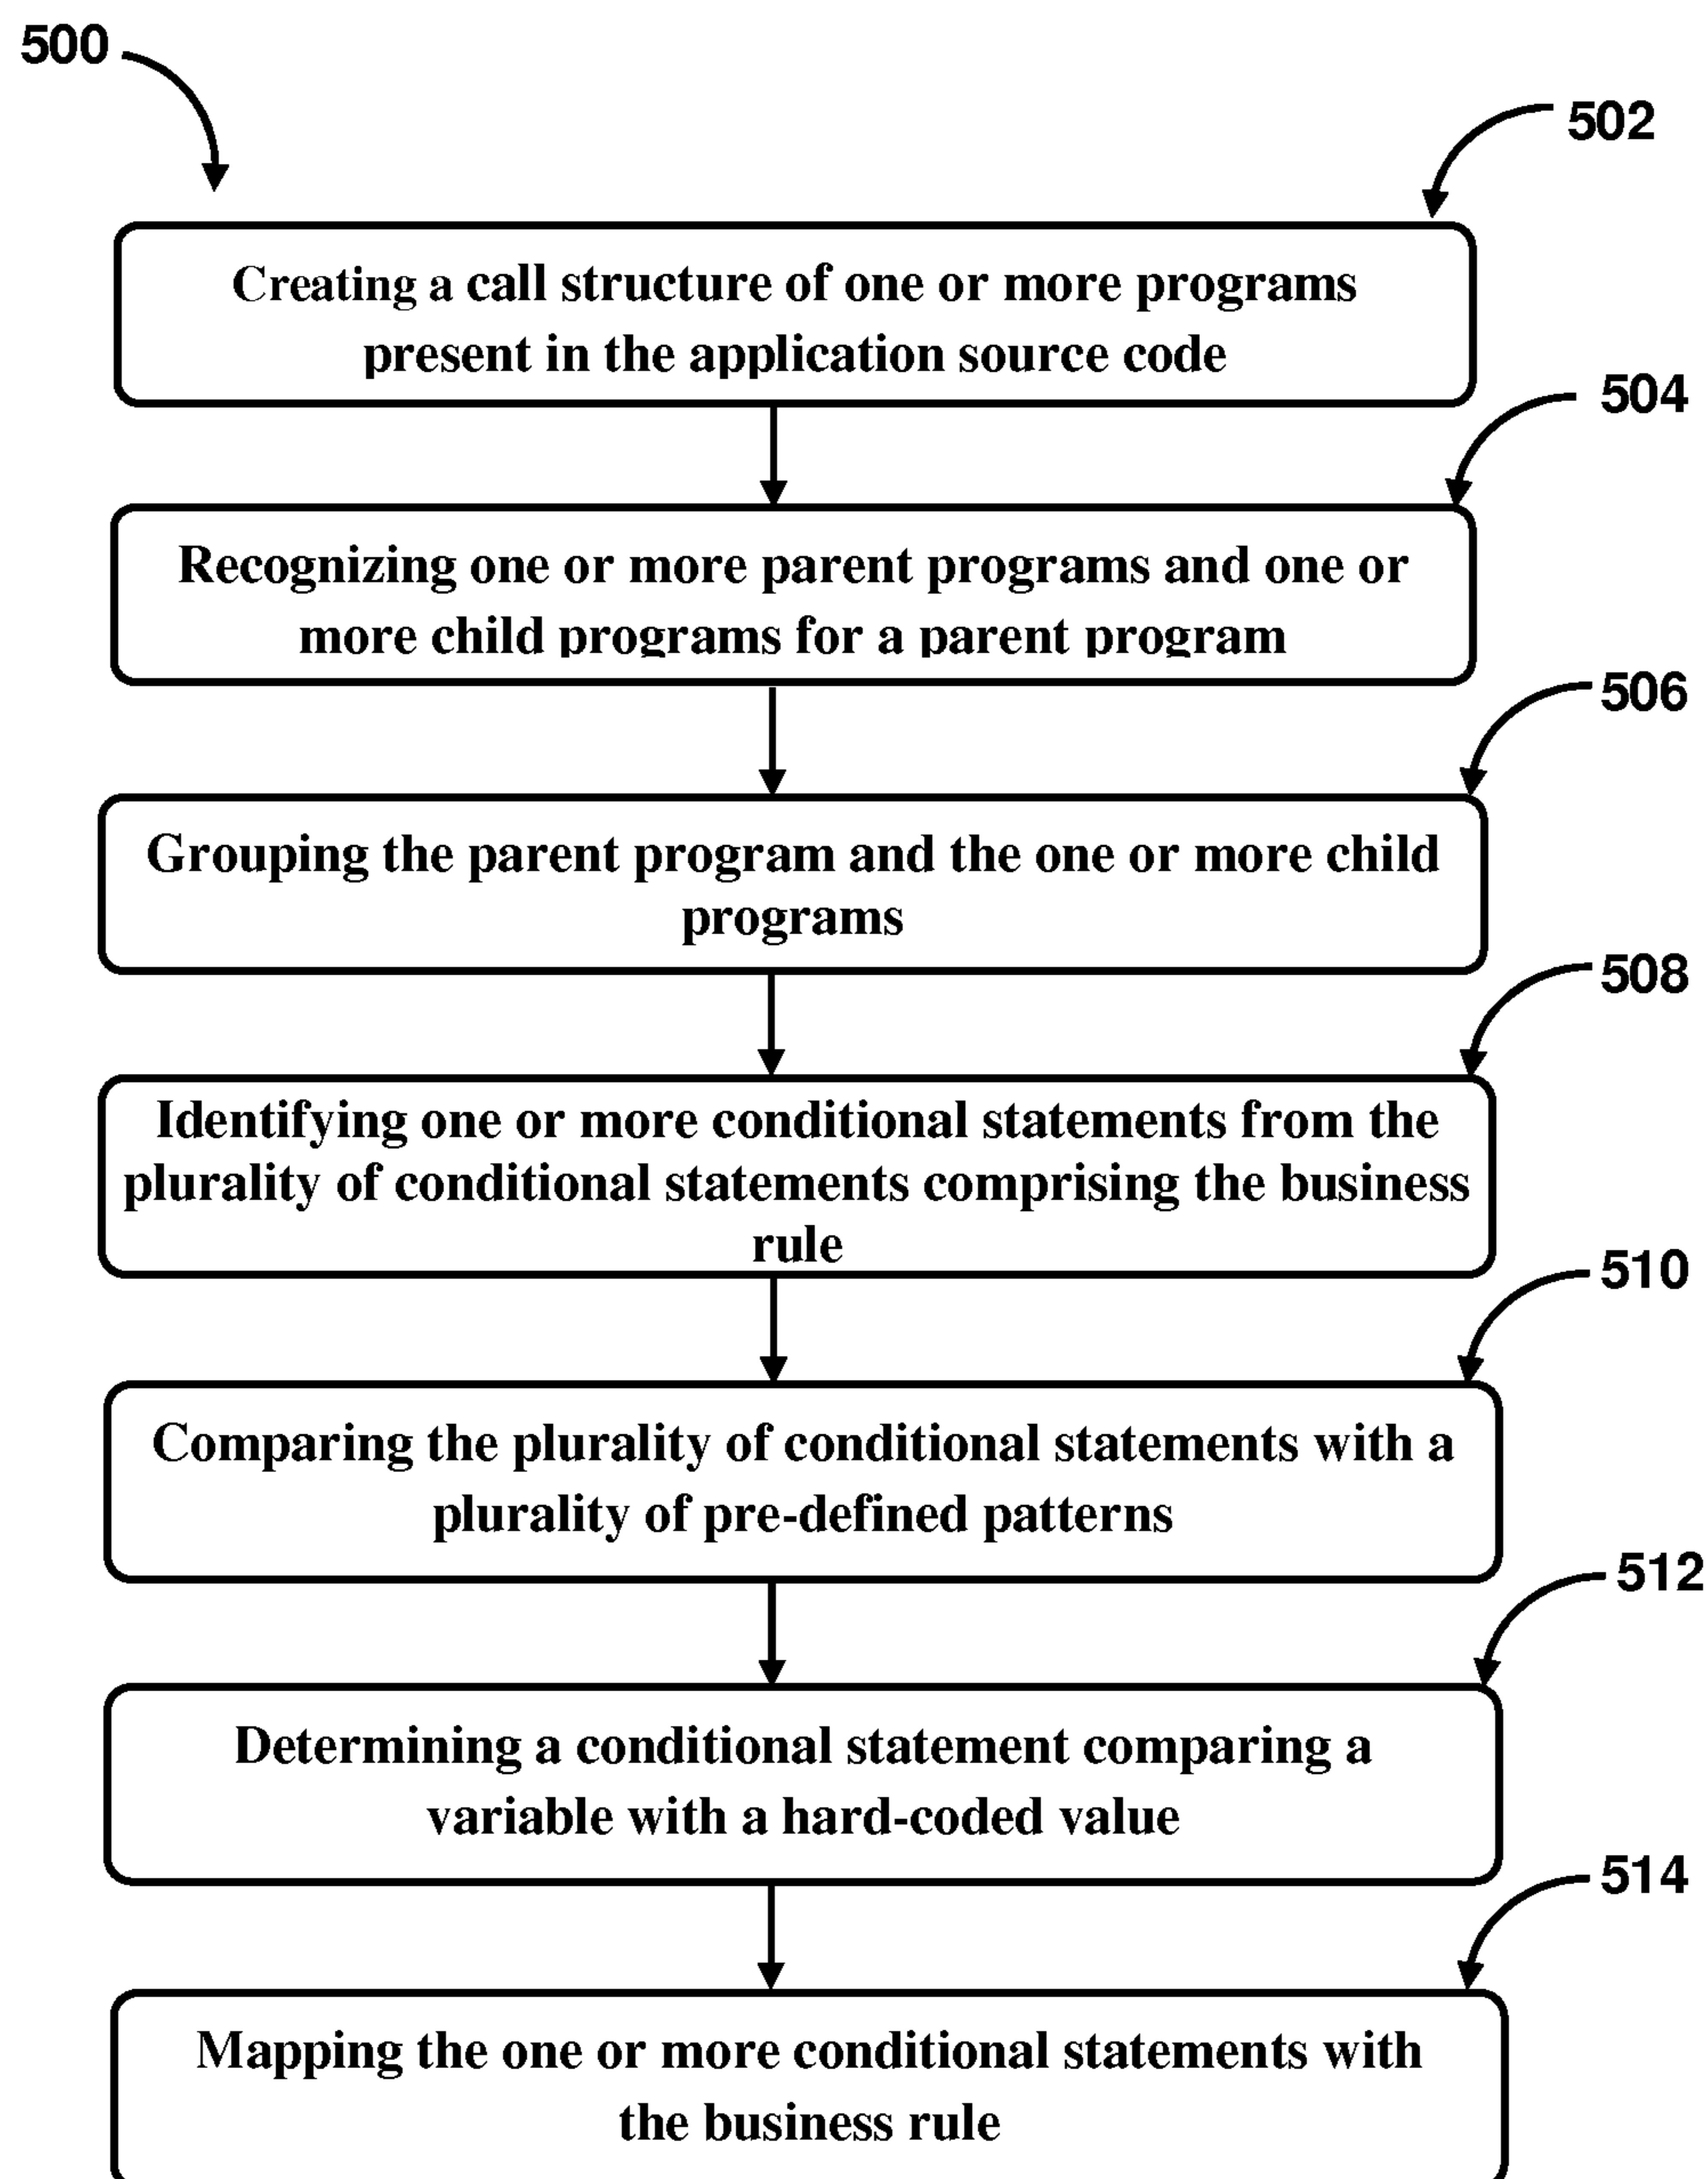 500
502
Creating a call structure of one or more programs
present in the application source code
504
Recognizing one or more parent programs and one or
more child programs for a parent program
506
Grouping the parent program and the one or more child
programs
508
Identifying one or more conditional statements from the
plurality of conditional statements comprising the business
rule
510
Comparing the plurality of conditional statements with a
plurality of pre-defined patterns
512
Determining a conditional statement comparing a
variable with a hard-coded value
514
Mapping the one or more conditional statements with
the business rule